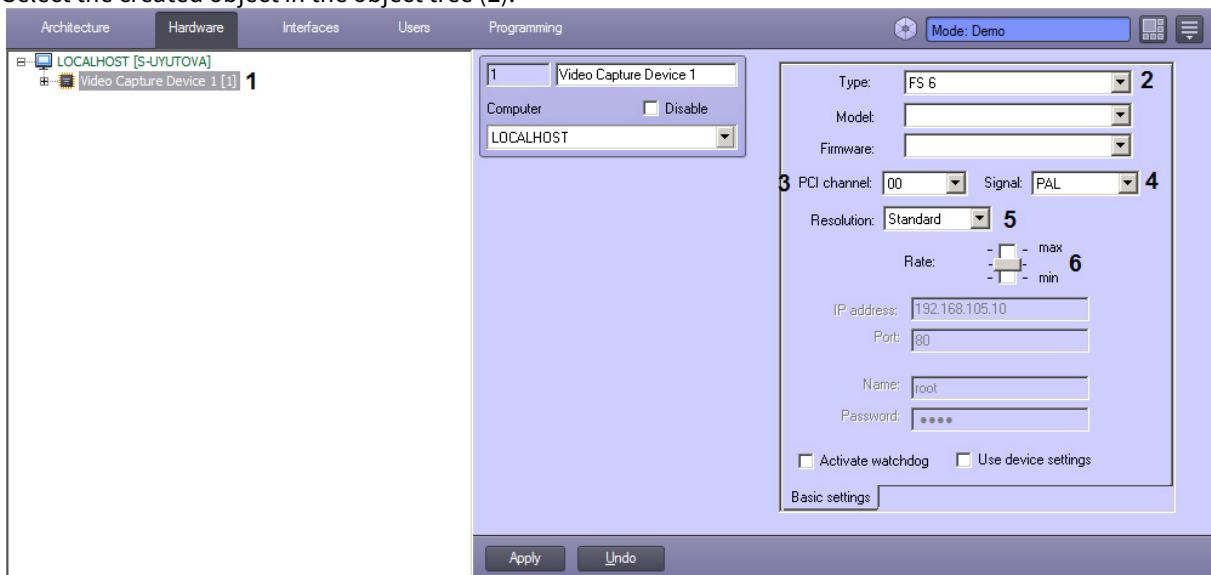 Select the created object in the object tree (1).
Architecture Hardware Interfaces Users Programming Mode: Demo
LOCALHOST [S-UYUTOVA]
Video Capture Device 1 [1] 1
1 Video Capture Device 1
Computer Disable
LOCALHOST
Type: FS 6 2
Model:
Firmware:
3 PCI channel: 00 Signal: PAL 4
Resolution: Standard 5
Rate: max
6
min
IP address: 192.168.105.10
Port: 80
Name: root
Password: ••••
Activate watchdog Use device settings
Basic settings
Apply Undo